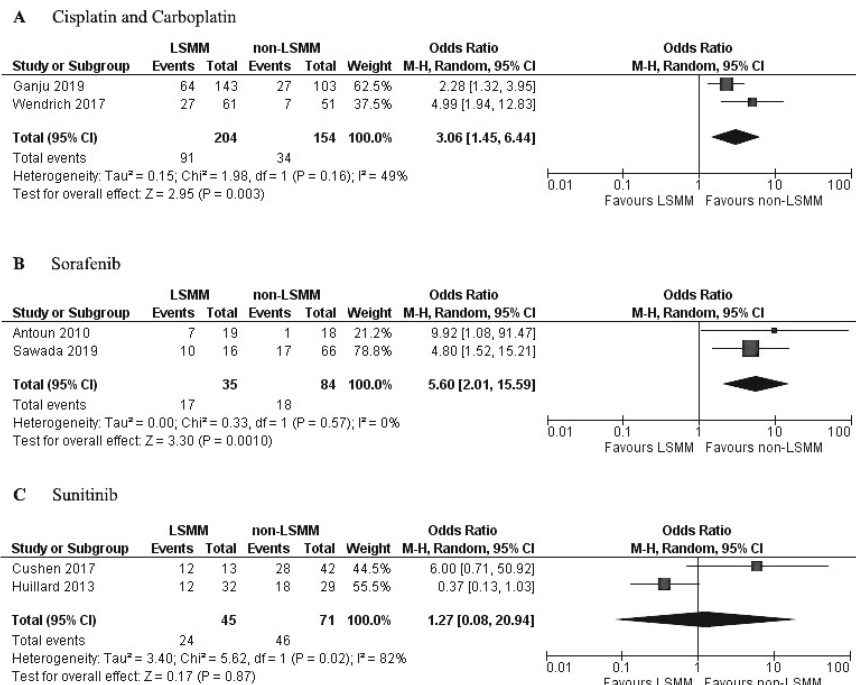 A Cisplatin and Carboplatin
LSMM non-LSMM Odds Ratio Odds Ratio
Study or Subgroup Events Total Events Total Weight M-H, Random, 95% CI M-H, Random, 95% CI
Ganju 2019 64 143 27 103 62.5% 2.28 [1.32, 3.95]
Wendrich 2017 27 61 7 51 37.5% 4.99 [1.94, 12.83]
Total (95% CI) 204 154 100.0% 3.06 [1.45, 6.44]
Total events 91 34
Heterogeneity: Tau² = 0.15; Chi² = 1.98, df = 1 (P = 0.16); I² = 49%
Test for overall effect: Z = 2.95 (P = 0.003)
0.01 0.1 1 10 100
Favours LSMM Favours non-LSMM
B Sorafenib
LSMM non-LSMM Odds Ratio Odds Ratio
Study or Subgroup Events Total Events Total Weight M-H, Random, 95% CI M-H, Random, 95% CI
Antoun 2010 7 19 1 18 21.2% 9.92 [1.08, 91.47]
Sawada 2019 10 16 17 66 78.8% 4.80 [1.52, 15.21]
Total (95% CI) 35 84 100.0% 5.60 [2.01, 15.59]
Total events 17 18
Heterogeneity: Tau² = 0.00; Chi² = 0.33, df = 1 (P = 0.57); I² = 0%
Test for overall effect: Z = 3.30 (P = 0.0010)
0.01 0.1 1 10 100
Favours LSMM Favours non-LSMM
C Sunitinib
LSMM non-LSMM Odds Ratio Odds Ratio
Study or Subgroup Events Total Events Total Weight M-H, Random, 95% CI M-H, Random, 95% CI
Cushen 2017 12 13 28 42 44.5% 6.00 [0.71, 50.92]
Huillard 2013 12 32 18 29 55.5% 0.37 [0.13, 1.03]
Total (95% CI) 45 71 100.0% 1.27 [0.08, 20.94]
Total events 24 46
Heterogeneity: Tau² = 3.40; Chi² = 5.62, df = 1 (P = 0.02); I² = 82%
Test for overall effect: Z = 0.17 (P = 0.87)
0.01 0.1 1 10 100
Favours LSMM Favours non-LSMM